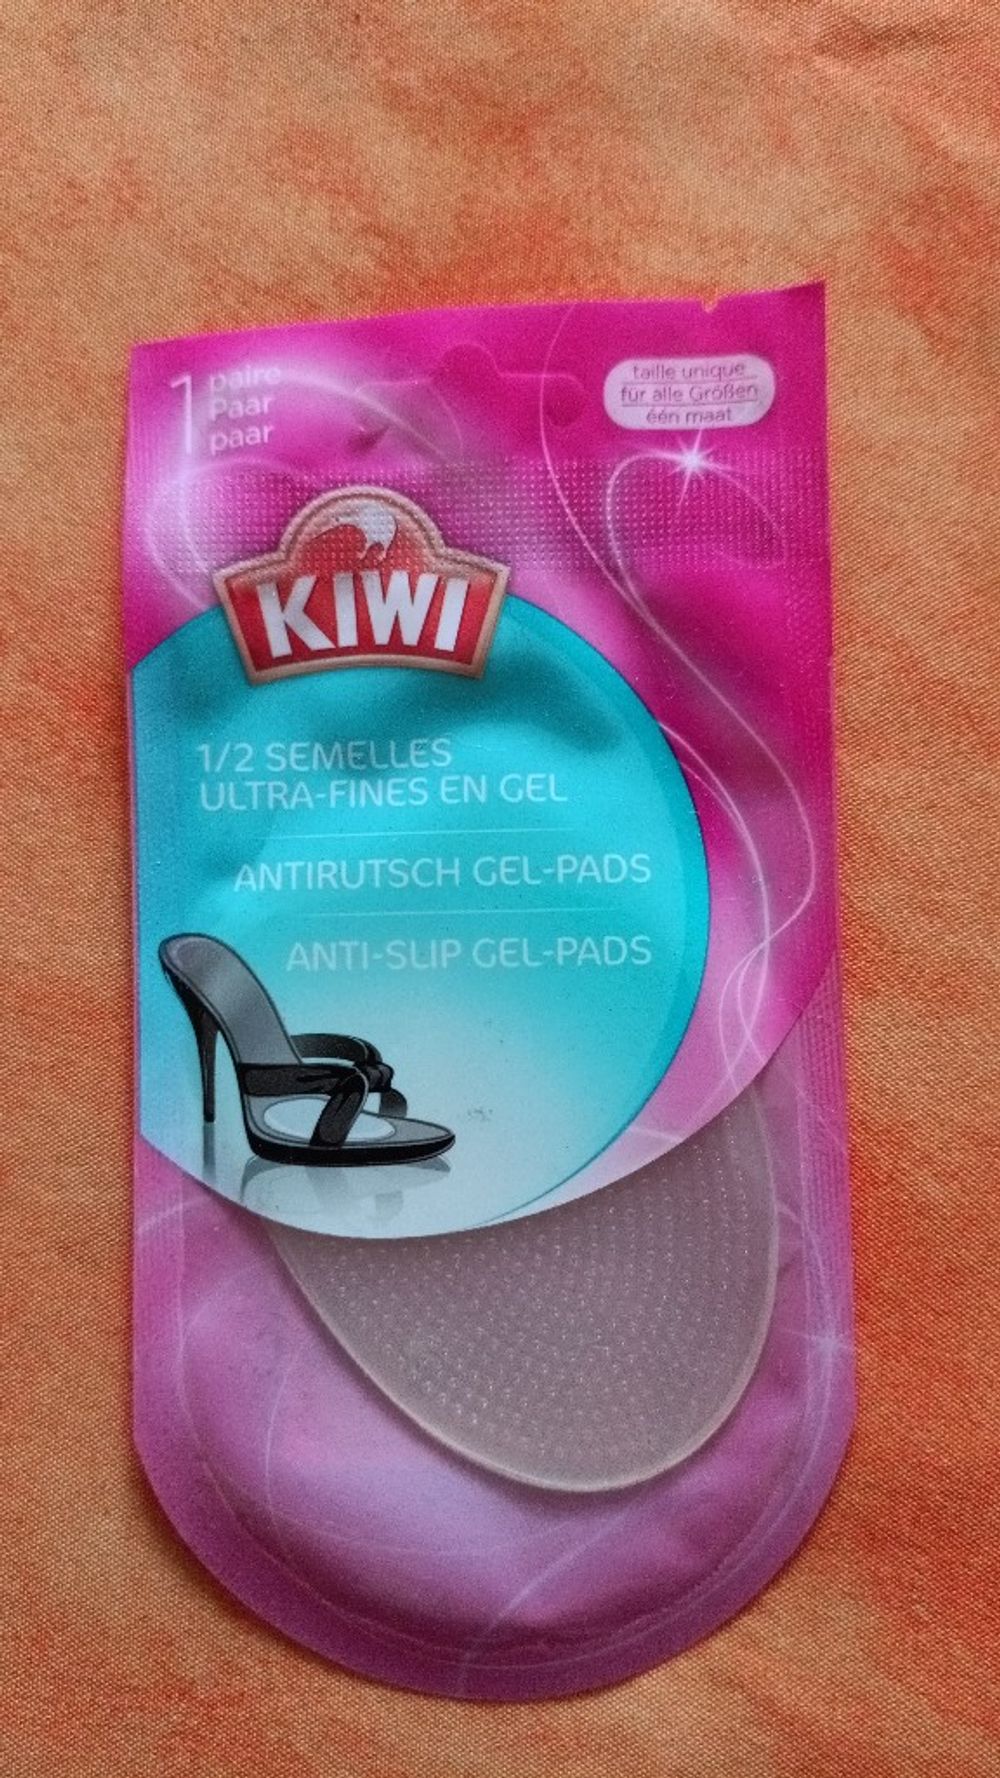 1 paire
Paar
paar
taille unique
für alle Größen
één maat
KIWI
1/2 SEMELLES
ULTRA-FINES EN GEL
ANTIRUTSCH GEL-PADS
ANTI-SLIP GEL-PADS